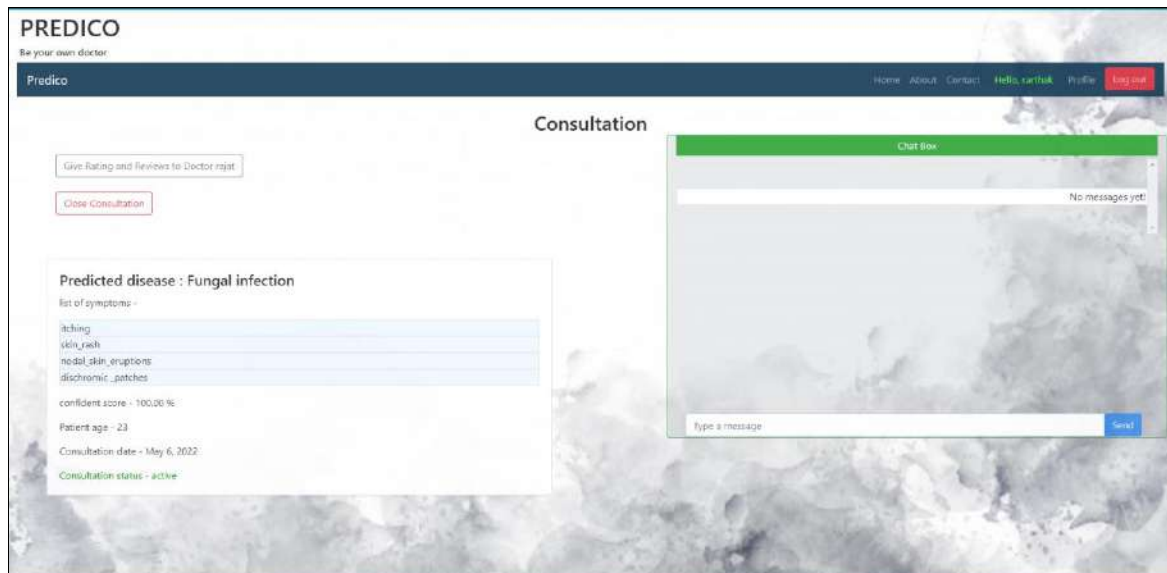 PREDICO
Be your own doctor
Predico
Home About Contact Hello, sarthak Profile Log out
Consultation
Give Rating and Reviews to Doctor rajat
Close Consultation
Predicted disease : Fungal infection
list of symptoms -
itching
skin_rash
nodal_skin_eruptions
dischromic _patches
confident score - 100.00 %
Patient age - 23
Consultation date - May 6, 2022
Consultation status - active
Chat Box
No messages yet!
Type a message
Send